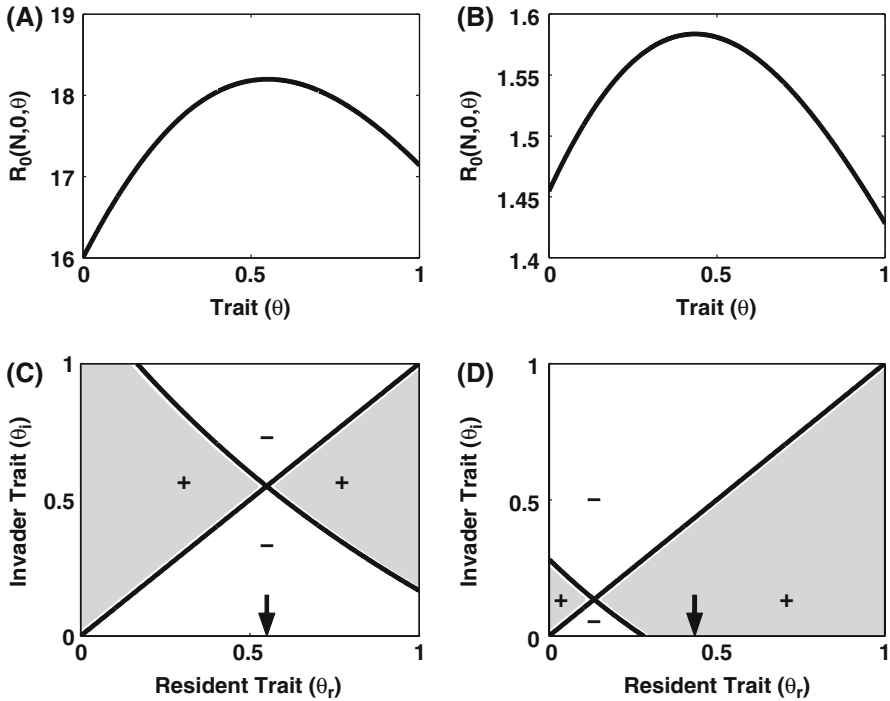 (A)
19
18
17
16
R₀(N,0,θ)
0
0.5
1
Trait (θ)
(B)
1.6
1.55
1.5
1.45
1.4
R₀(N,0,θ)
0
0.5
1
Trait (θ)
(C)
1
0.5
0
Invader Trait (θᵢ)
+
−
−
+
0
0.5
1
Resident Trait (θᵣ)
(D)
1
0.5
0
Invader Trait (θᵢ)
−
+
−
+
0
0.5
1
Resident Trait (θᵣ)